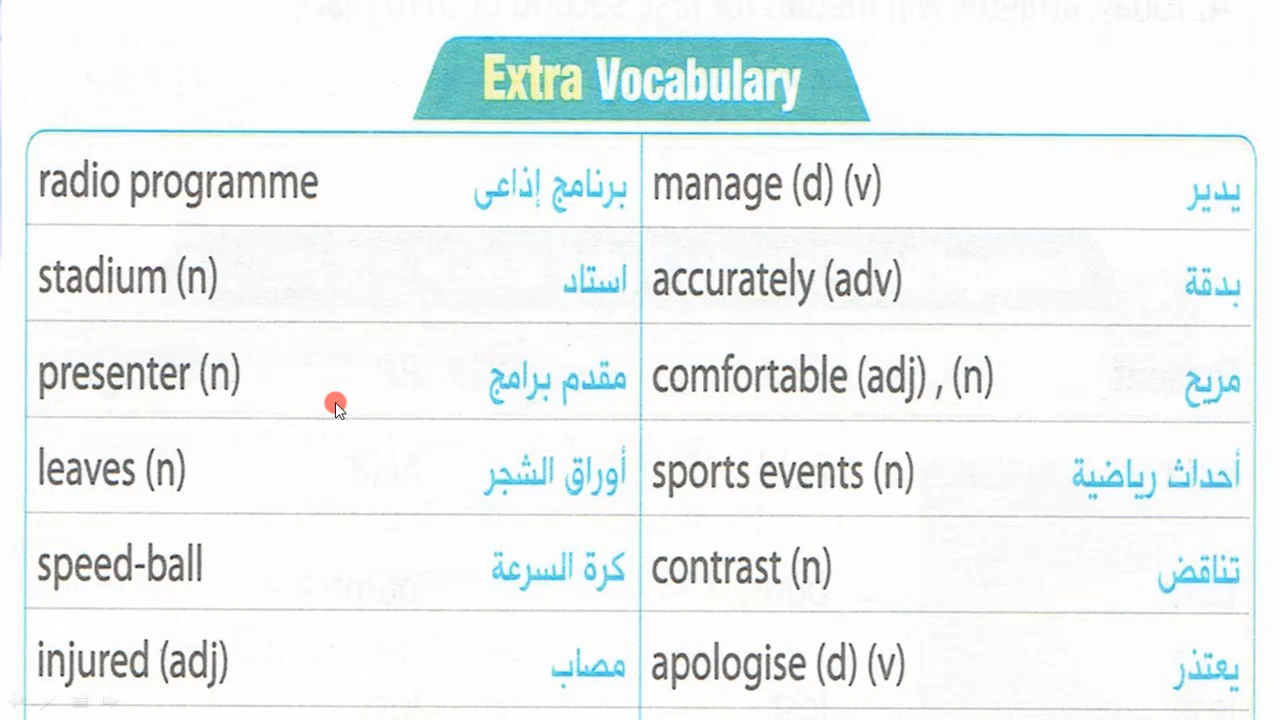 Extra Vocabulary
radio programme برنامج إذاعى manage (d) (v) يدير
stadium (n) استاد accurately (adv) بدقة
presenter (n) مقدم برامج comfortable (adj) , (n) مريح
leaves (n) أوراق الشجر sports events (n) أحداث رياضية
speed-ball كرة السرعة contrast (n) تناقض
injured (adj) مصاب apologise (d) (v) يعتذر